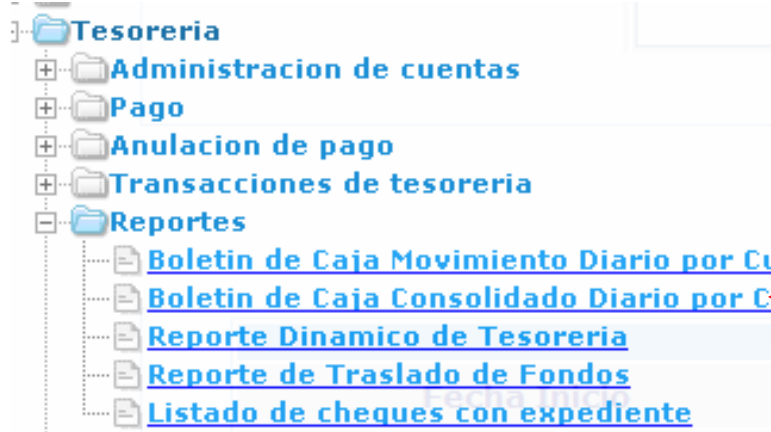 Tesoreria
Administracion de cuentas
Pago
Anulacion de pago
Transacciones de tesoreria
Reportes
Boletin de Caja Movimiento Diario por
Boletin de Caja Consolidado Diario por
Reporte Dinamico de Tesoreria
Reporte de Traslado de Fondos
Fecha Inicio
Listado de cheques con expediente